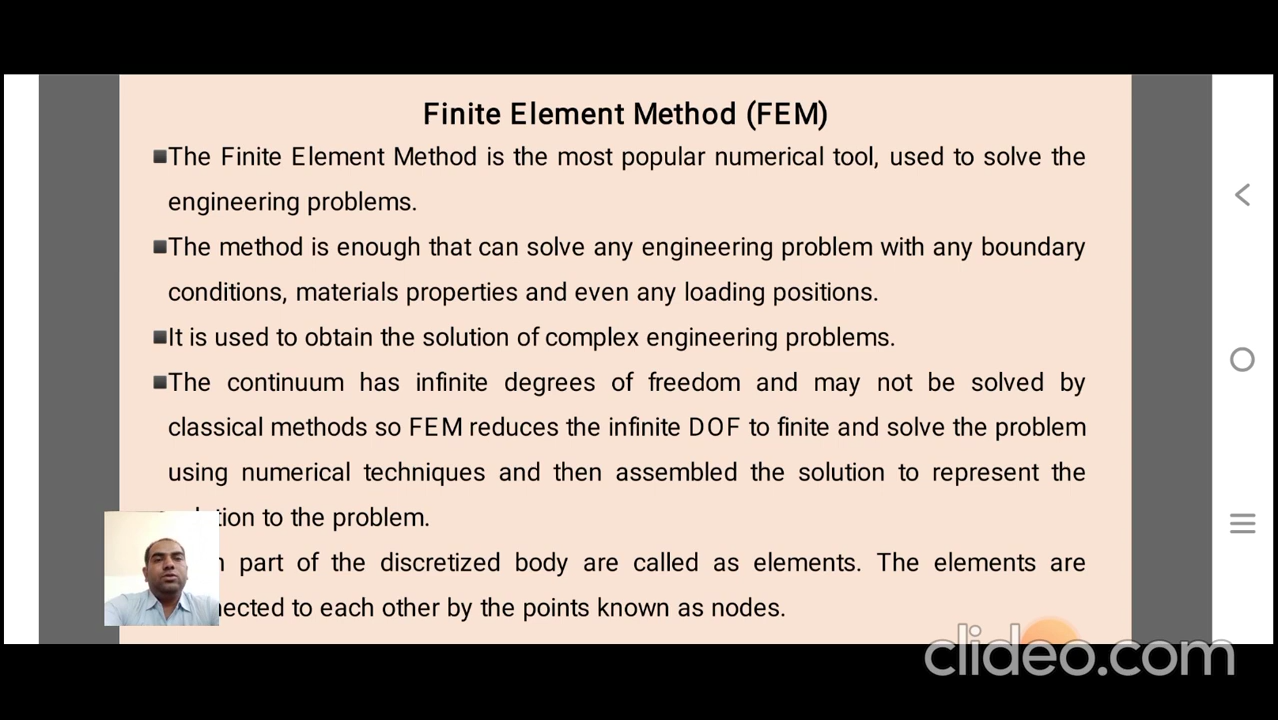 Finite Element Method (FEM)
The Finite Element Method is the most popular numerical tool, used to solve the
engineering problems.
The method is enough that can solve any engineering problem with any boundary
conditions, materials properties and even any loading positions.
It is used to obtain the solution of complex engineering problems.
The continuum has infinite degrees of freedom and may not be solved by
classical methods so FEM reduces the infinite DOF to finite and solve the problem
using numerical techniques and then assembled the solution to represent the
to the problem.
part of the discretized body are called as elements. The elements are
to each other by the points known as nodes.
clideo.com